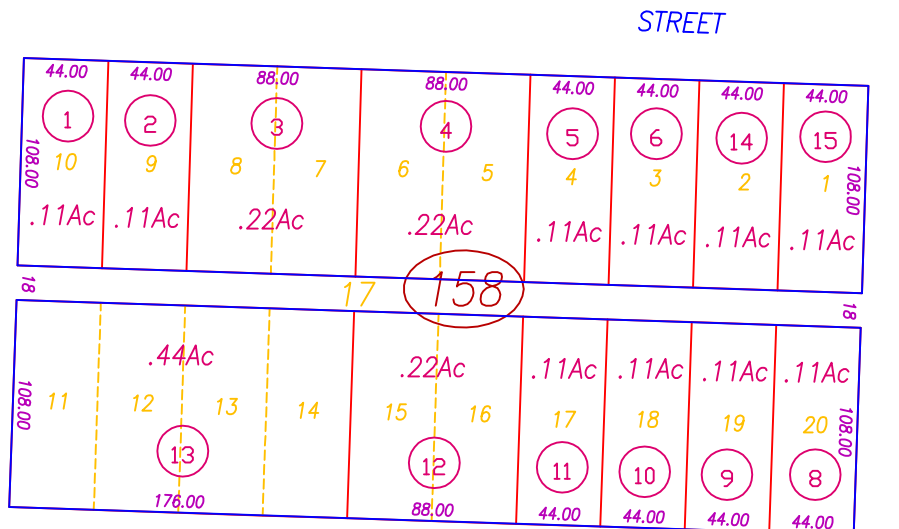 STREET
44.00 44.00 88.00 88.00 44.00 44.00 44.00 44.00
1 2 3 4 5 6 14 15
108.00 10 9 8 7 6 5 4 3 2 1 108.00
.11Ac .11Ac .22Ac .22Ac .11Ac .11Ac .11Ac .11Ac
18 17 158 18
.44Ac .22Ac .11Ac .11Ac .11Ac .11Ac
108.00 11 12 13 14 15 16 17 18 19 20 108.00
13 12 11 10 9 8
176.00 88.00 44.00 44.00 44.00 44.00